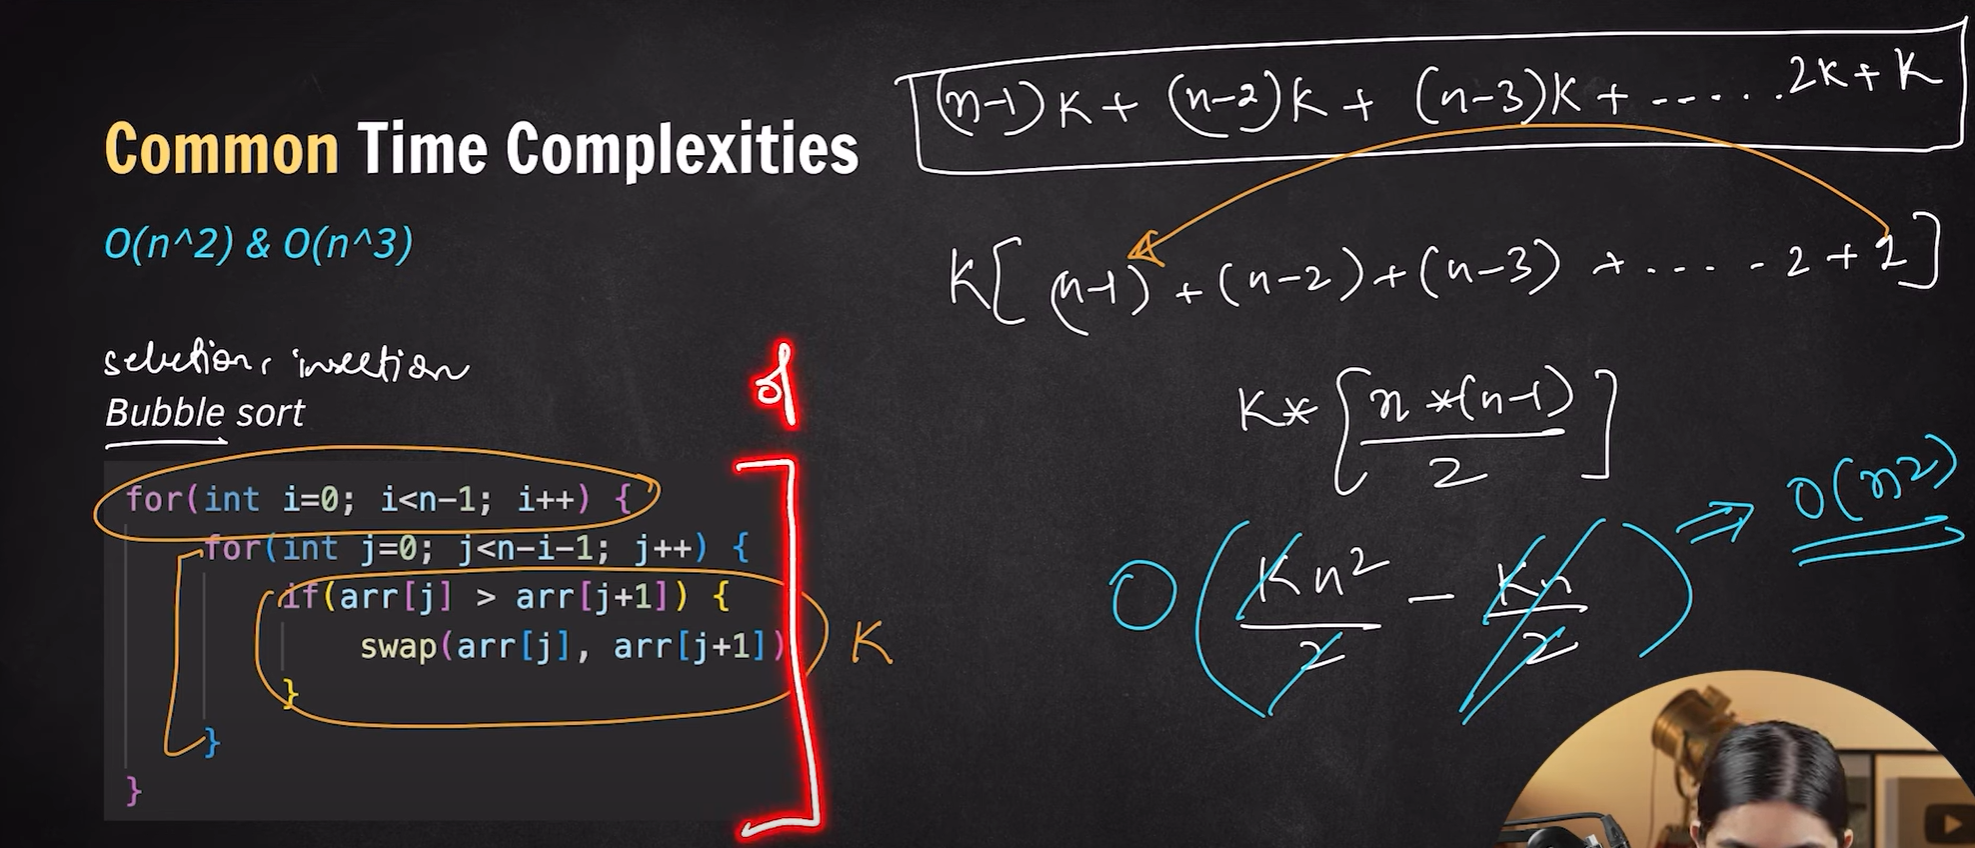 Common Time Complexities
O(n^2) & O(n^3)
selection, insertion
Bubble sort
for(int i=0; i<n-1; i++) {
for(int j=0; j<n-i-1; j++) {
if(arr[j] > arr[j+1]) {
swap(arr[j], arr[j+1])
}
}
}
K
(n-1)K + (n-2)K + (n-3)K + ....... 2K + K
K[ (n-1) + (n-2) + (n-3) + .... - 2 + 1 ]
K* [ n *(n-1) / 2 ]
O( Kn² / 2 - Kn / 2 ) ⇒ O(n²)